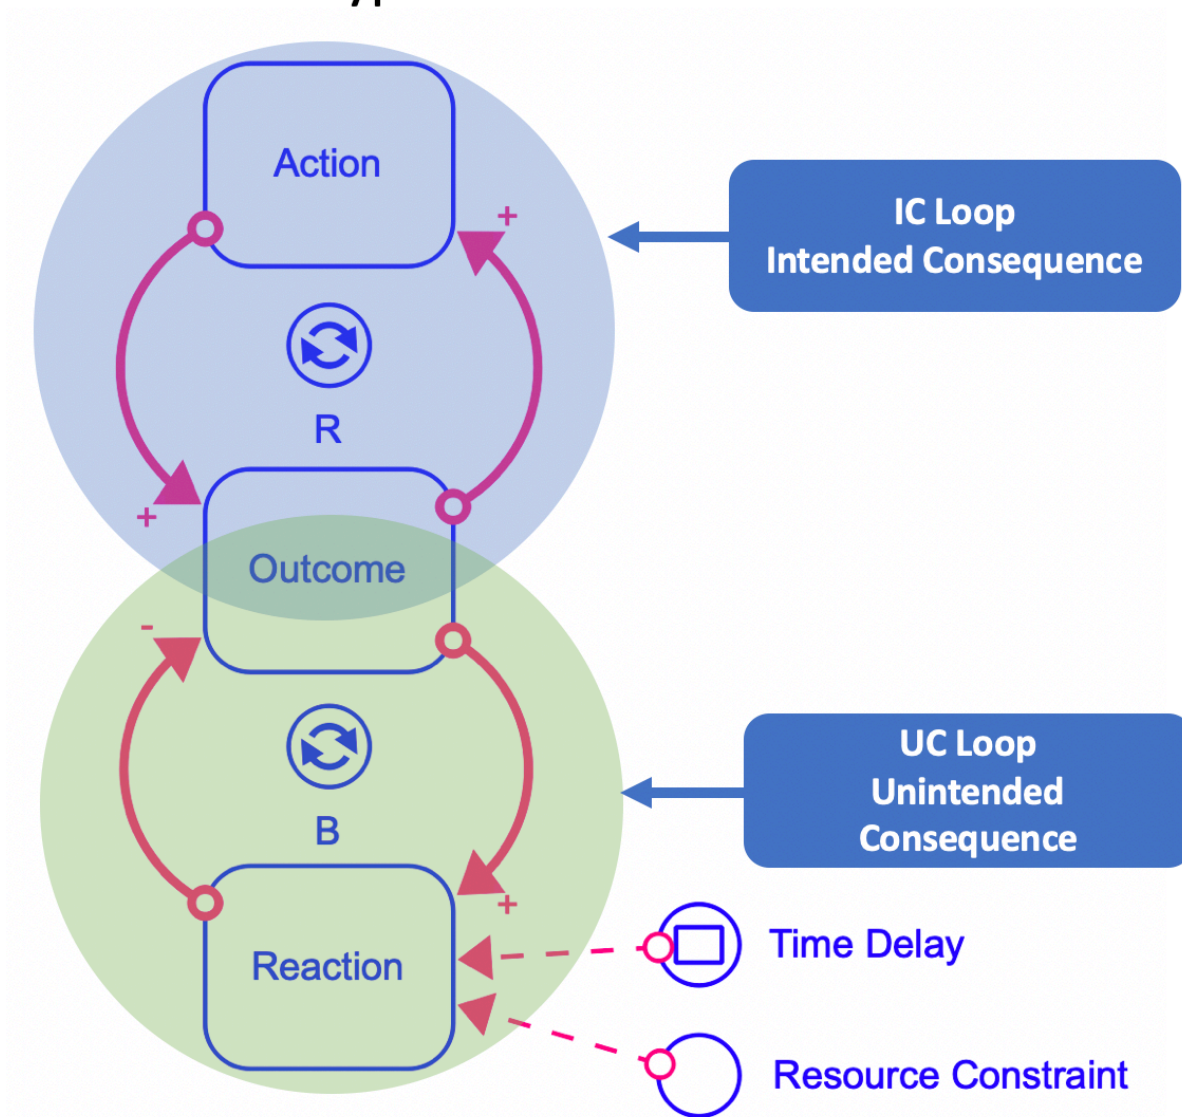 Action
IC Loop
Intended Consequence
+
R
+
Outcome
-
B
UC Loop
Unintended
Consequence
+
Reaction
Time Delay
Resource Constraint